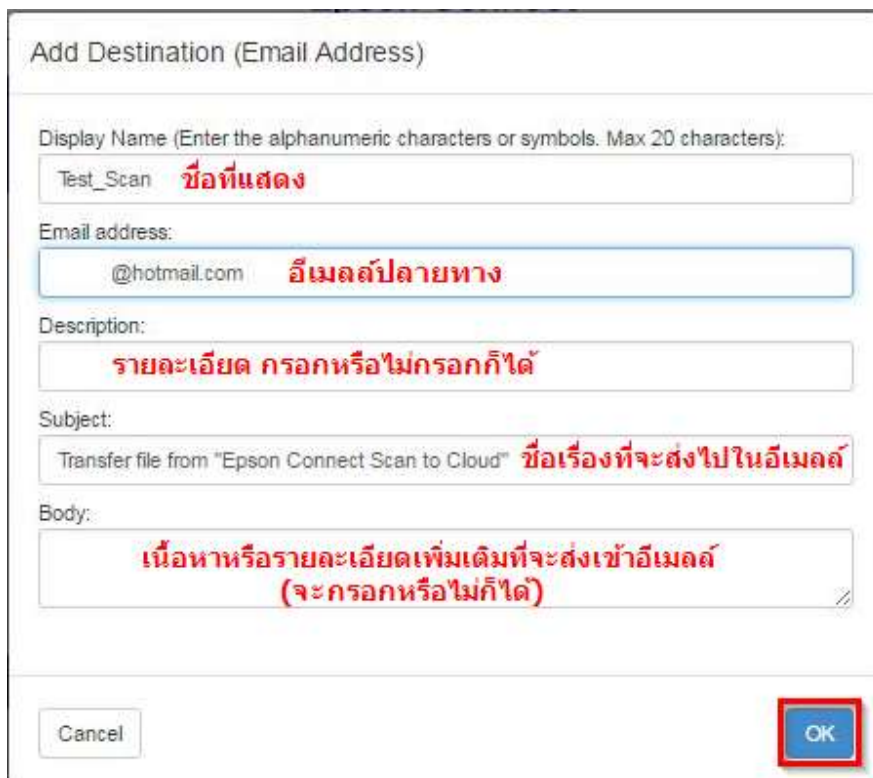 Add Destination (Email Address)
Display Name (Enter the alphanumeric characters or symbols. Max 20 characters):
Test_Scan ชื่อที่แสดง
Email address:
@hotmail.com อีเมลล์ปลายทาง
Description:
รายละเอียด กรอกหรือไม่กรอกก็ได้
Subject:
Transfer file from "Epson Connect Scan to Cloud" ชื่อเรื่องที่จะส่งไปในอีเมลล์
Body:
เนื้อหาหรือรายละเอียดเพิ่มเติมที่จะส่งเข้าอีเมลล์
(จะกรอกหรือไม่ก็ได้)
Cancel OK